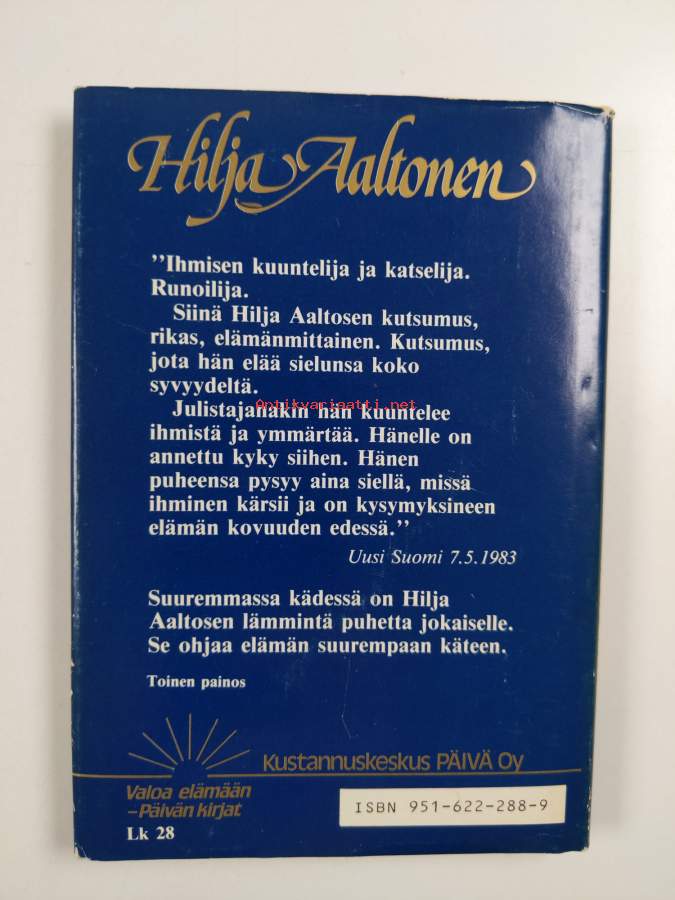 Hilja Aaltonen
"Ihmisen kuuntelija ja katselija.
Runoilija.
Siinä Hilja Aaltosen kutsumus,
rikas, elämänmittainen. Kutsumus,
jota hän elää sielunsa koko
syvyydeltä.
Antikvariaatti.net
Julistajanakin hän kuuntelee
ihmistä ja ymmärtää. Hänelle on
annettu kyky siihen. Hänen
puheensa pysyy aina siellä, missä
ihminen kärsii ja on kysymyksineen
elämän kovuuden edessä."
Uusi Suomi 7.5.1983
Suuremmassa kädessä on Hilja
Aaltosen lämmintä puhetta jokaiselle.
Se ohjaa elämän suurempaan käteen.
Toinen painos
Kustannuskeskus PÄIVÄ Oy
Valoa elämään
–Päivän kirjat
ISBN 951-622-288-9
Lk 28